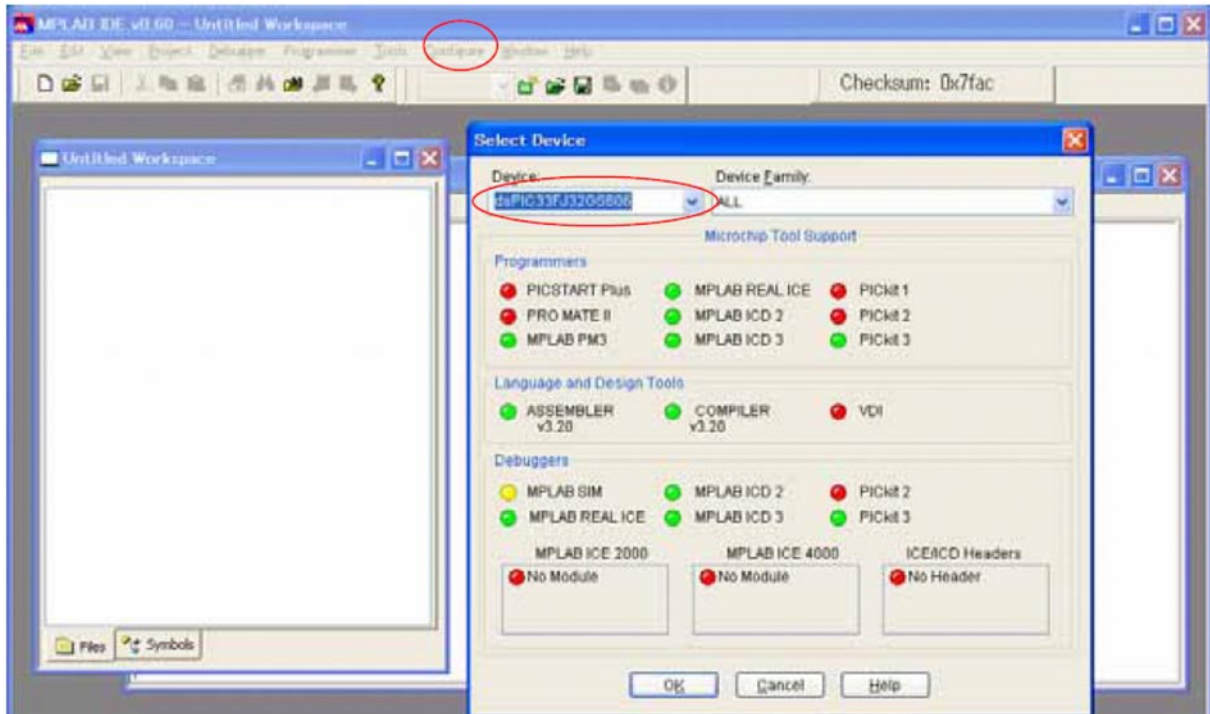 MPLAB IDE v8.60 - Untitled Workspace
File Edit View Project Debugger Programmer Tools Configure Window Help
Checksum: 0x7fac
Untitled Workspace
Files
Symbols
Select Device
Device:
Device Family:
ALL
Microchip Tool Support
Programmers
PICSTART Plus MPLAB REAL ICE PICkit 1
PRO MATE II MPLAB ICD 2 PICkit 2
MPLAB PM3 MPLAB ICD 3 PICkit 3
Language and Design Tools
ASSEMBLER COMPILER VDI
v3.20 v3.20
Debuggers
MPLAB SIM MPLAB ICD 2 PICkit 2
MPLAB REAL ICE MPLAB ICD 3 PICkit 3
MPLAB ICE 2000 MPLAB ICE 4000 ICE/ICD Headers
No Module No Module No Header
OK Cancel Help